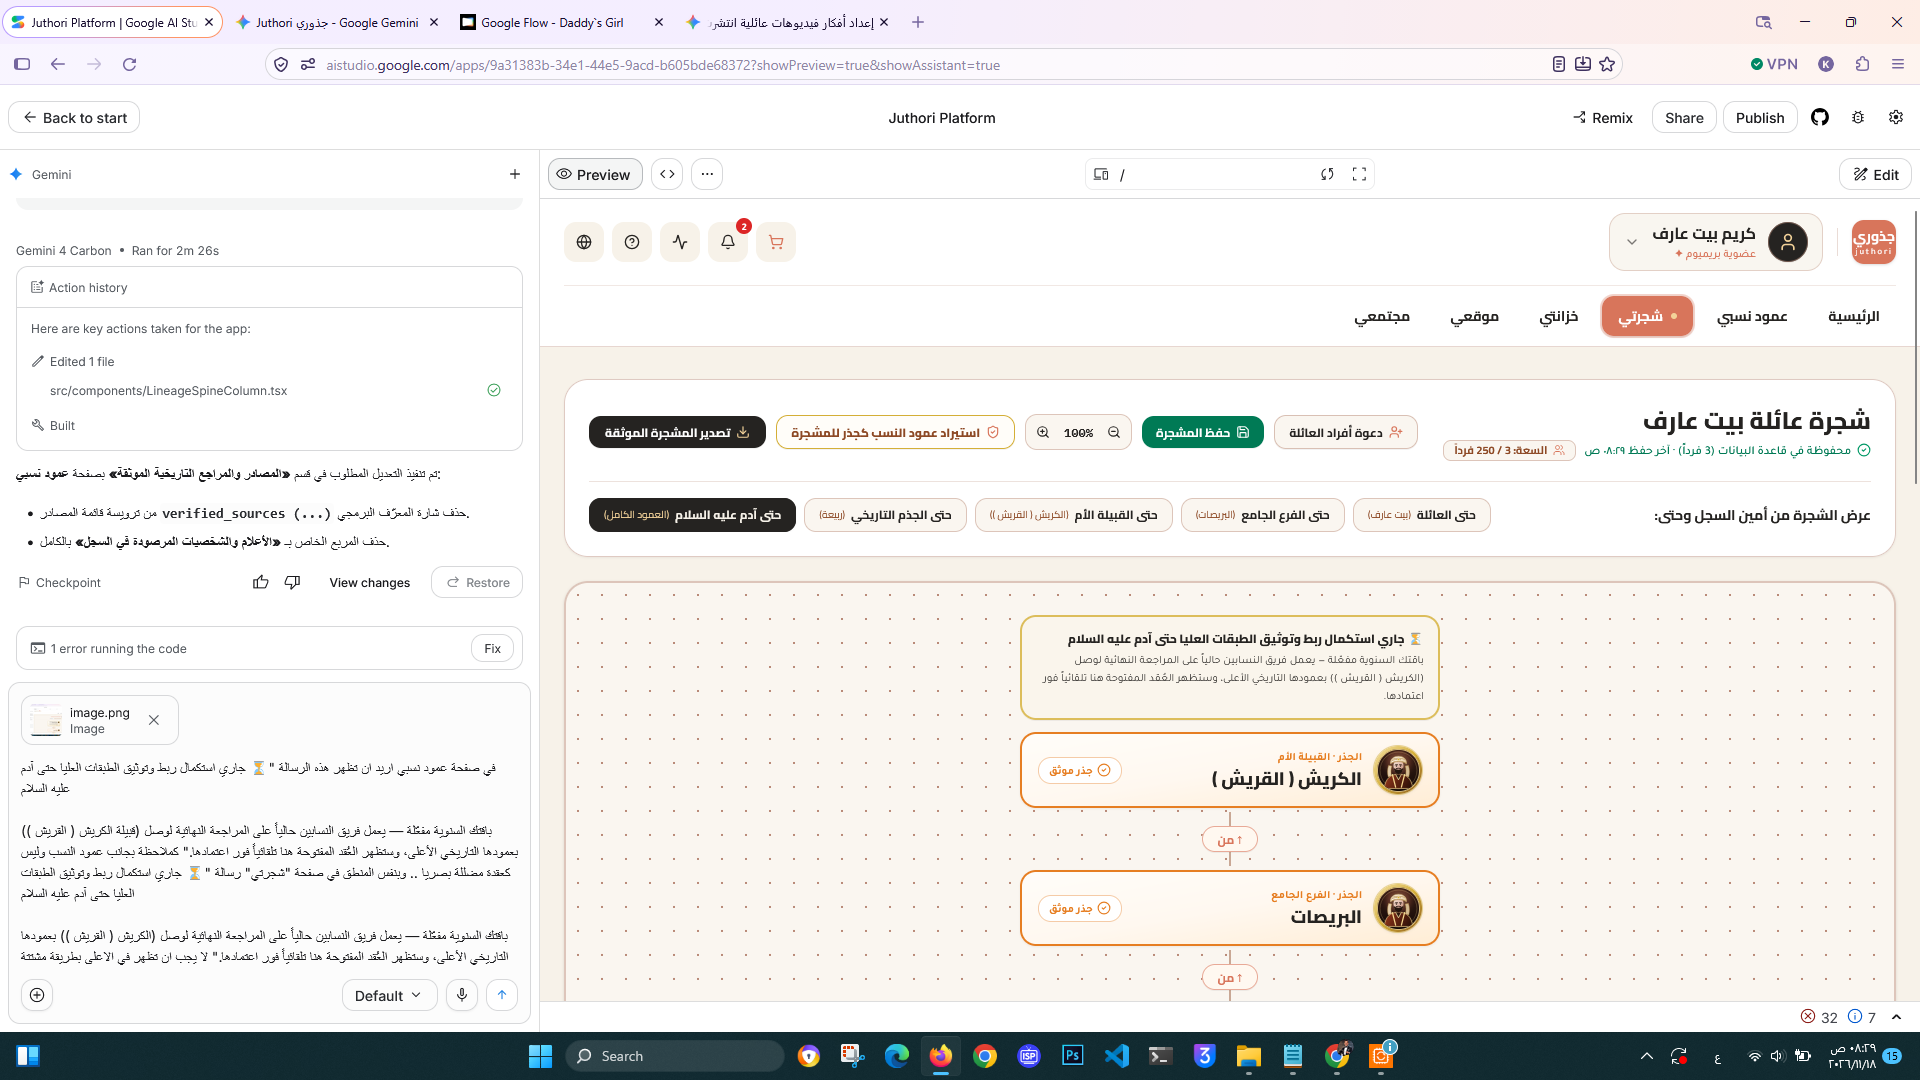 Juthori Platform | Google AI Stu
Juthori جذوري - Google Gemini
Google Flow - Daddy`s Girl
إعداد أفكار فيديوهات عائلية انتشر
aistudio.google.com/apps/9a31383b-34e1-44e5-9acd-b605bde68372?showPreview=true&showAssistant=true
VPN
K
Back to start
Juthori Platform
Remix
Share
Publish
Gemini
Preview
/
Edit
Gemini 4 Carbon • Ran for 2m 26s
Action history
Here are key actions taken for the app:
Edited 1 file
src/components/LineageSpineColumn.tsx
Built
تم تنفيذ التعديل المطلوب في قسم «المصادر والمراجع التاريخية الموثقة» بصفحة عمود نسبي:
حذف شارة المعرّف البرمجي verified_sources (...) من ترويسة قائمة المصادر.
حذف المربع الخاص بـ «الأعلام والشخصيات المرصودة في السجل» بالكامل.
Checkpoint
View changes
Restore
1 error running the code
Fix
image.png
Image
في صفحة عمود نسبي اريد ان تظهر هذه الرسالة " ⏳ جاري استكمال ربط وتوثيق الطبقات العليا حتى آدم
عليه السلام
باقتك السنوية مفعّلة — يعمل فريق النسابين حالياً على المراجعة النهائية لوصل (قبيلة الكريش ( القريش ))
بعمودها التاريخي الأعلى، وستظهر العُقد المفتوحة هنا تلقائياً فور اعتمادها." كملاحظة بجانب عمود النسب وليس
كعقدة مضللة بصريا .. وبنفس المنطق في صفحة "شجرتي" رسالة " ⏳ جاري استكمال ربط وتوثيق الطبقات
العليا حتى آدم عليه السلام
باقتك السنوية مفعّلة — يعمل فريق النسابين حالياً على المراجعة النهائية لوصل (الكريش ( القريش )) بعمودها
التاريخي الأعلى، وستظهر العُقد المفتوحة هنا تلقائياً فور اعتمادها." لا يجب ان تظهر في الاعلى بطريقة مشتتة
Default
2
كريم بيت عارف
عضوية بريميوم ✦
جذوري
juthori
الرئيسية
عمود نسبي
شجرتي
خزانتي
موقعي
مجتمعي
شجرة عائلة بيت عارف
محفوظة في قاعدة البيانات (3 فرداً) · آخر حفظ ٠٨:٢٩ ص
السعة: 3 / 250 فرداً
دعوة أفراد العائلة
حفظ المشجرة
100%
استيراد عمود النسب كجذر للمشجرة
تصدير المشجرة الموثقة
عرض الشجرة من أمين السجل وحتى:
حتى العائلة (بيت عارف)
حتى الفرع الجامع (البريصات)
حتى القبيلة الأم (الكريش ( القريش ))
حتى الجذم التاريخي (ربيعة)
حتى آدم عليه السلام (العمود الكامل)
⏳ جاري استكمال ربط وتوثيق الطبقات العليا حتى آدم عليه السلام
باقتك السنوية مفعّلة — يعمل فريق النسابين حالياً على المراجعة النهائية لوصل
(الكريش ( القريش )) بعمودها التاريخي الأعلى، وستظهر العُقد المفتوحة هنا تلقائياً فور
اعتمادها.
الجذر · القبيلة الأم
الكريش ( القريش )
جذر موثق
↑ من
الجذر · الفرع الجامع
البريصات
جذر موثق
↑ من
32
7
Search
ISP
Ps
ع
٠٨:٢٩ ص
٢٠٢٦/١١/١٨
15